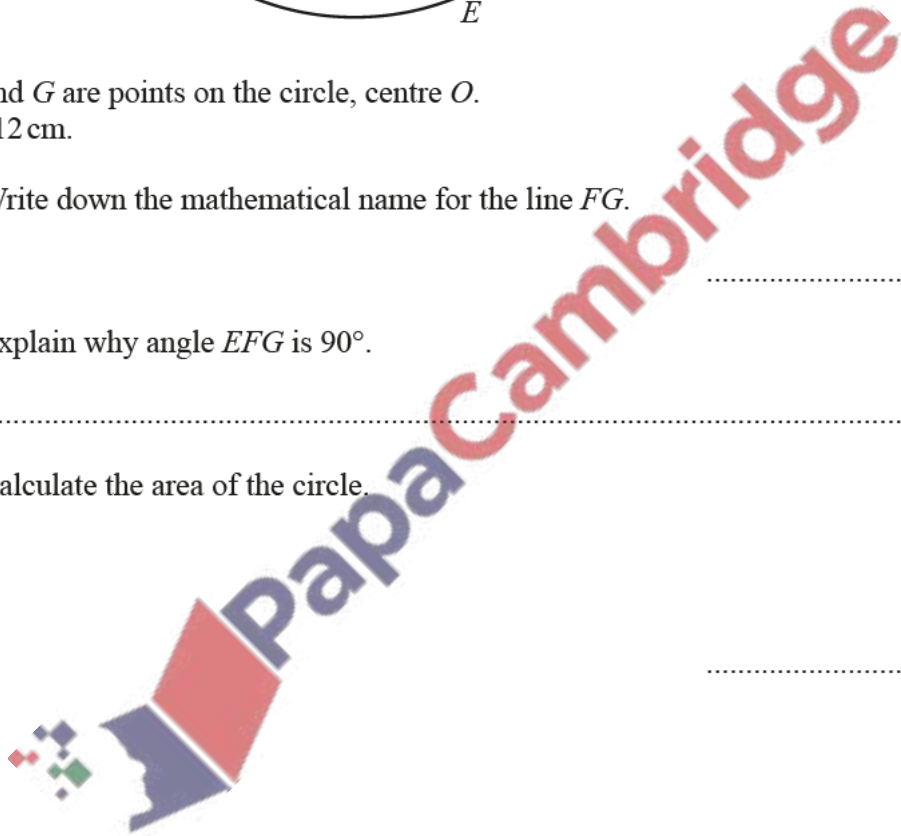 E
nd G are points on the circle, centre O.
12 cm.
Write down the mathematical name for the line FG.
xplain why angle EFG is 90°.
alculate the area of the circle.
PapaCambridge